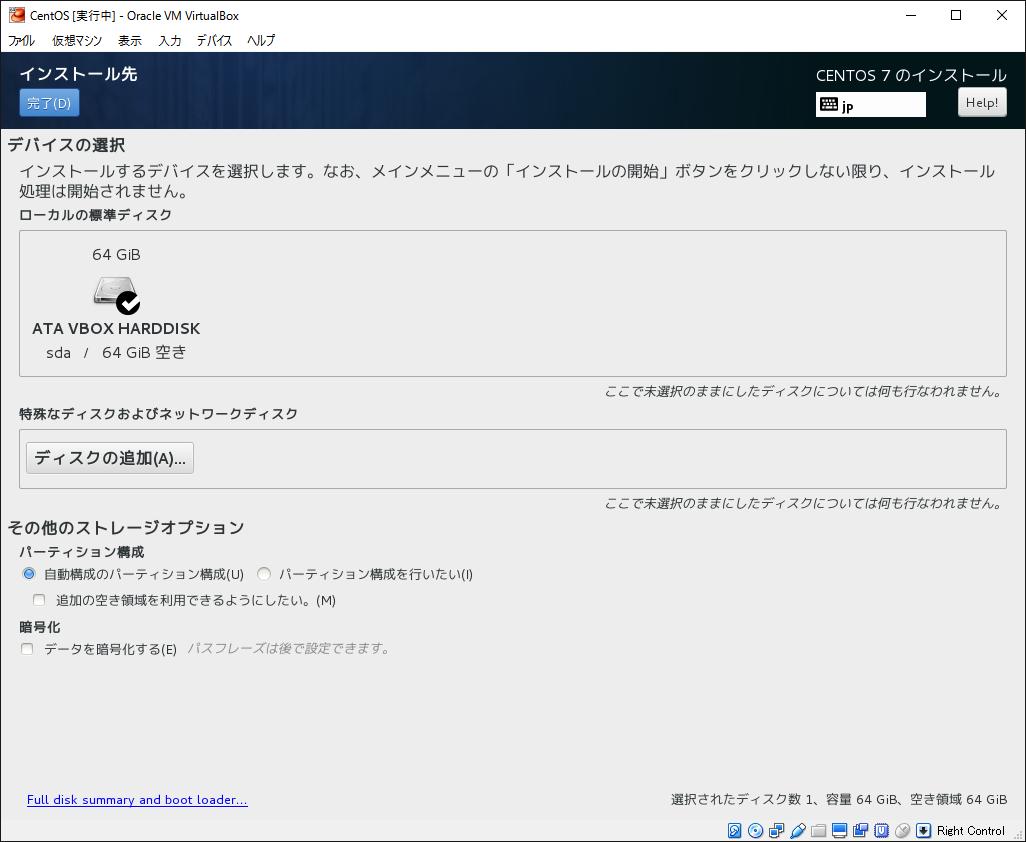 CentOS [実行中] - Oracle VM VirtualBox
ファイル 仮想マシン 表示 入力 デバイス ヘルプ
インストール先
完了(D)
CENTOS 7 のインストール
jp
Help!
デバイスの選択
インストールするデバイスを選択します。なお、メインメニューの「インストールの開始」ボタンをクリックしない限り、インストール
処理は開始されません。
ローカルの標準ディスク
64 GiB
ATA VBOX HARDDISK
sda / 64 GiB 空き
ここで未選択のままにしたディスクについては何も行なわれません。
特殊なディスクおよびネットワークディスク
ディスクの追加(A)...
ここで未選択のままにしたディスクについては何も行なわれません。
その他のストレージオプション
パーティション構成
自動構成のパーティション構成(U) パーティション構成を行いたい(I)
追加の空き領域を利用できるようにしたい。(M)
暗号化
データを暗号化する(E) パスフレーズは後で設定できます。
Full disk summary and boot loader...
選択されたディスク数 1、容量 64 GiB、空き領域 64 GiB
Right Control